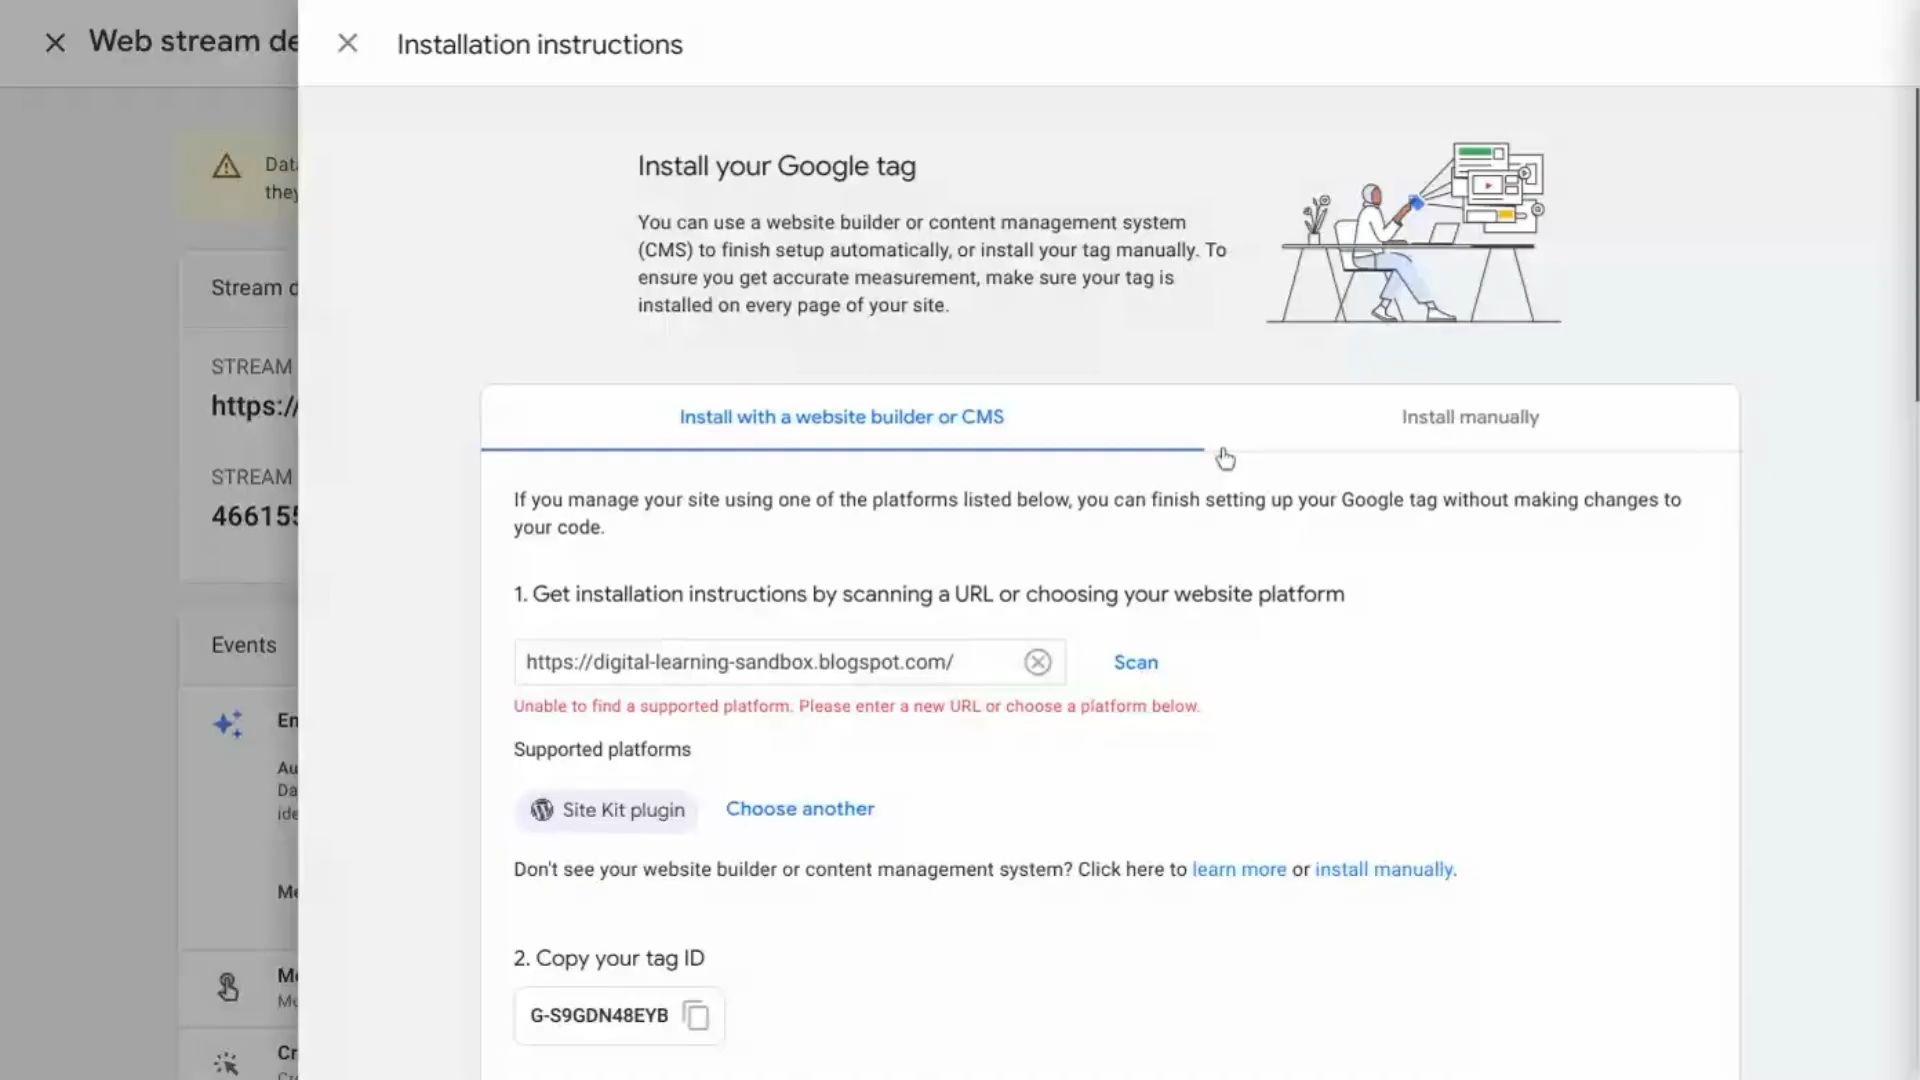 Web stream de
Installation instructions
Data
they
Stream d
STREAM
https://
STREAM
466155
Events
En
Au
Da
ide
Me
Me
Mo
Cr
Install your Google tag
You can use a website builder or content management system
(CMS) to finish setup automatically, or install your tag manually. To
ensure you get accurate measurement, make sure your tag is
installed on every page of your site.
Install with a website builder or CMS
Install manually
If you manage your site using one of the platforms listed below, you can finish setting up your Google tag without making changes to
your code.
1. Get installation instructions by scanning a URL or choosing your website platform
https://digital-learning-sandbox.blogspot.com/
Scan
Unable to find a supported platform. Please enter a new URL or choose a platform below.
Supported platforms
Site Kit plugin
Choose another
Don't see your website builder or content management system? Click here to learn more or install manually.
2. Copy your tag ID
G-S9GDN48EYB